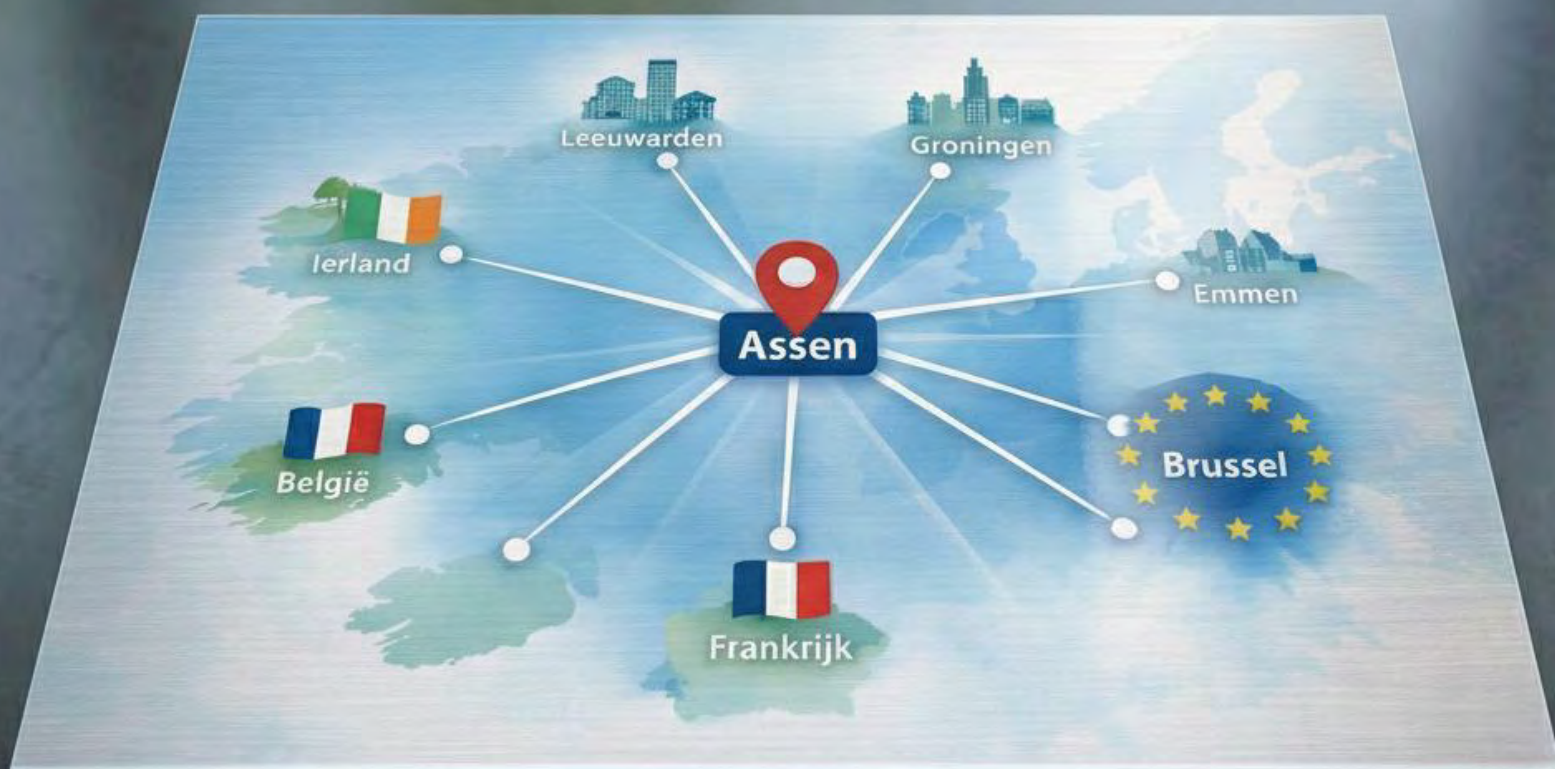 Leeuwarden
Groningen
Ierland
Emmen
Assen
België
Brussel
Frankrijk